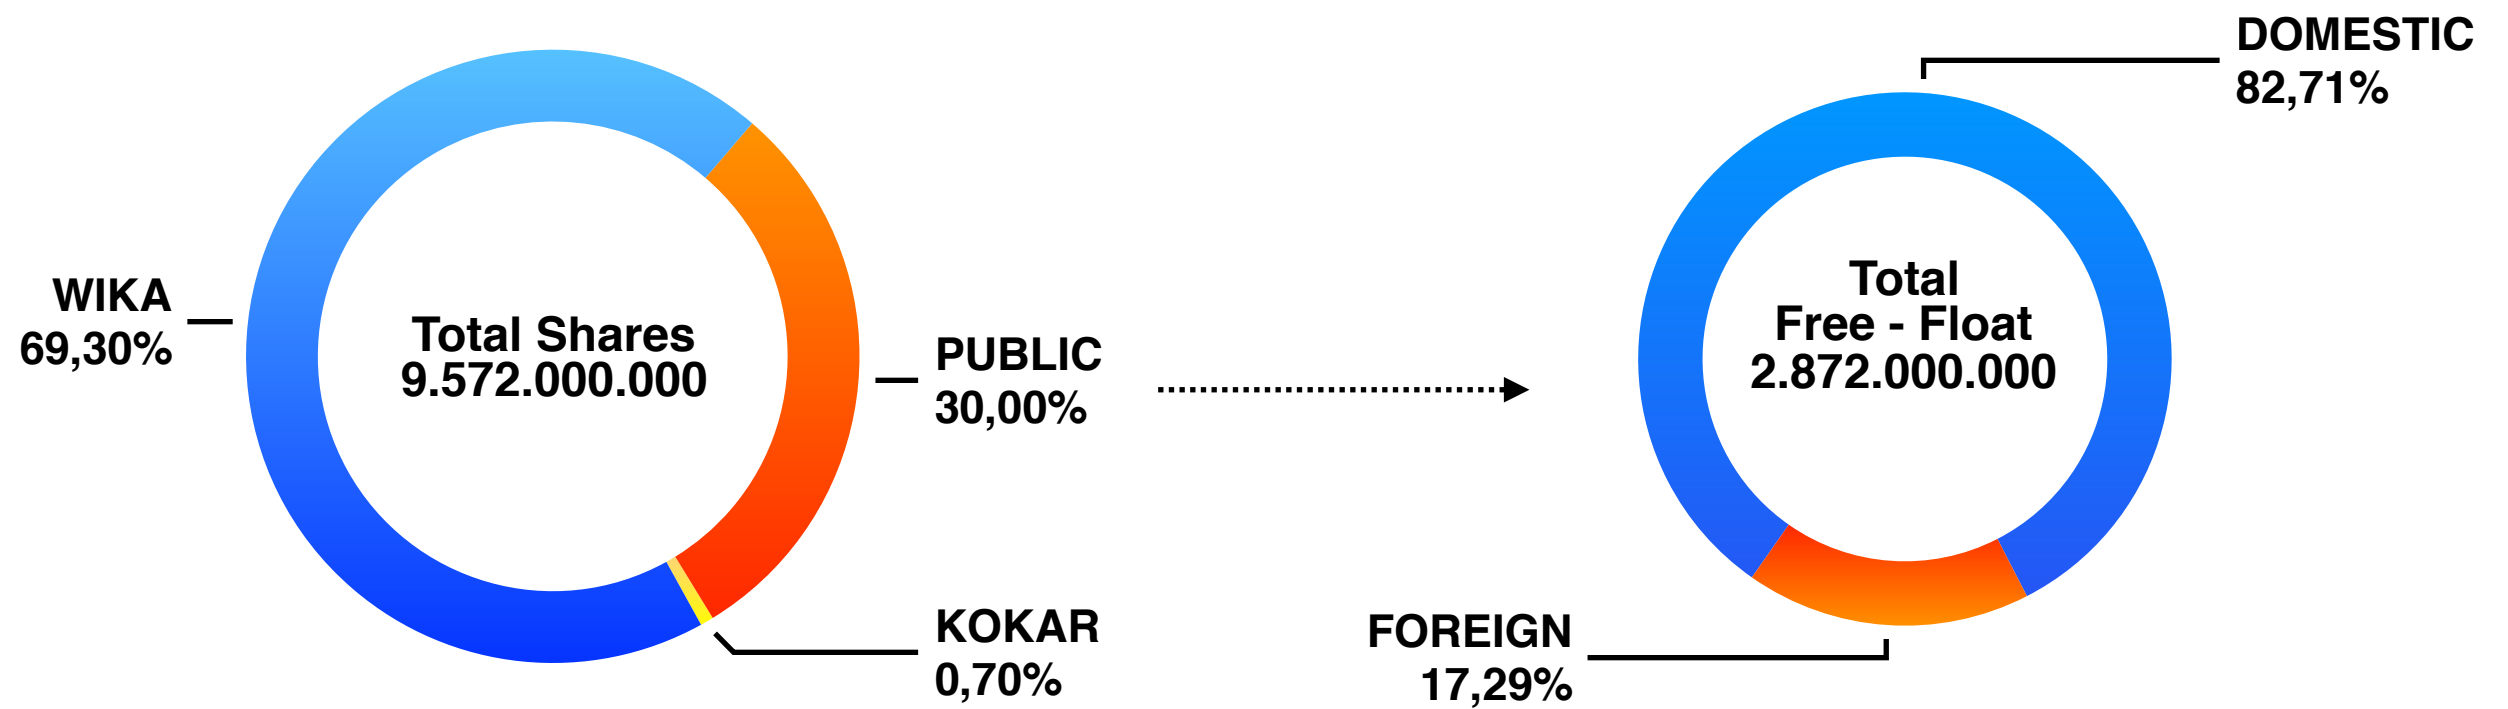 WIKA
69,30%
Total Shares
9.572.000.000
PUBLIC
30,00%
KOKAR
0,70%
DOMESTIC
82,71%
Total
Free - Float
2.872.000.000
FOREIGN
17,29%